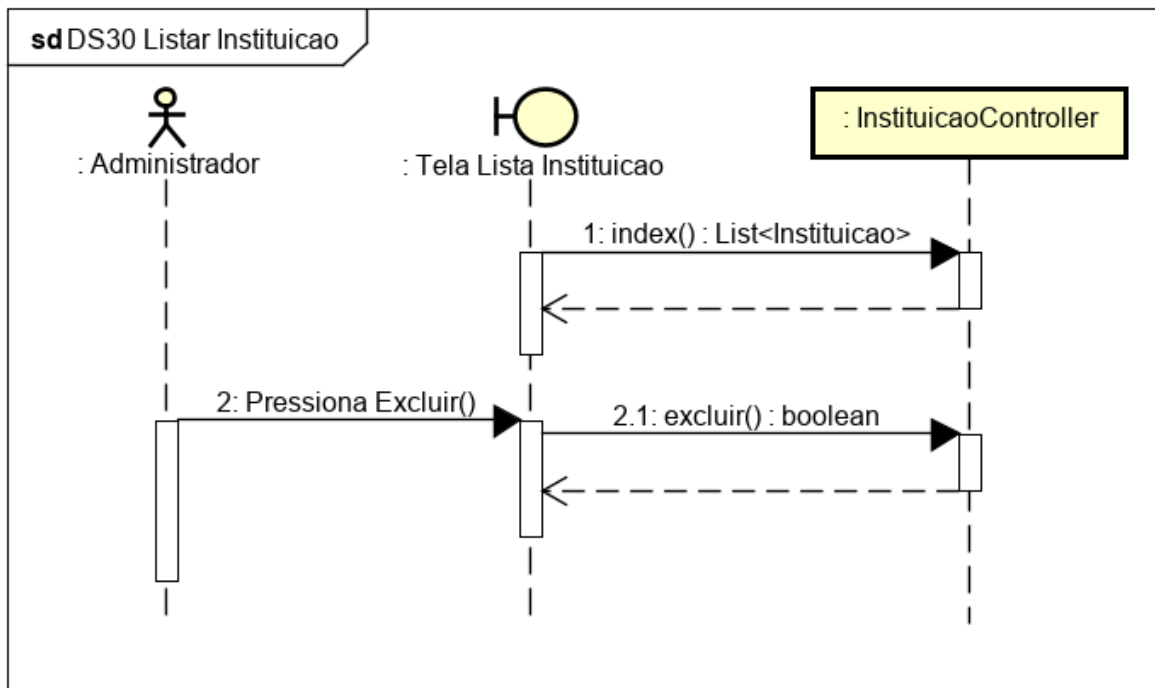 sd DS30 Listar Instituicao
: Administrador
: Tela Lista Instituicao
: InstituicaoController
1: index() : List<Instituicao>
2: Pressiona Excluir()
2.1: excluir() : boolean